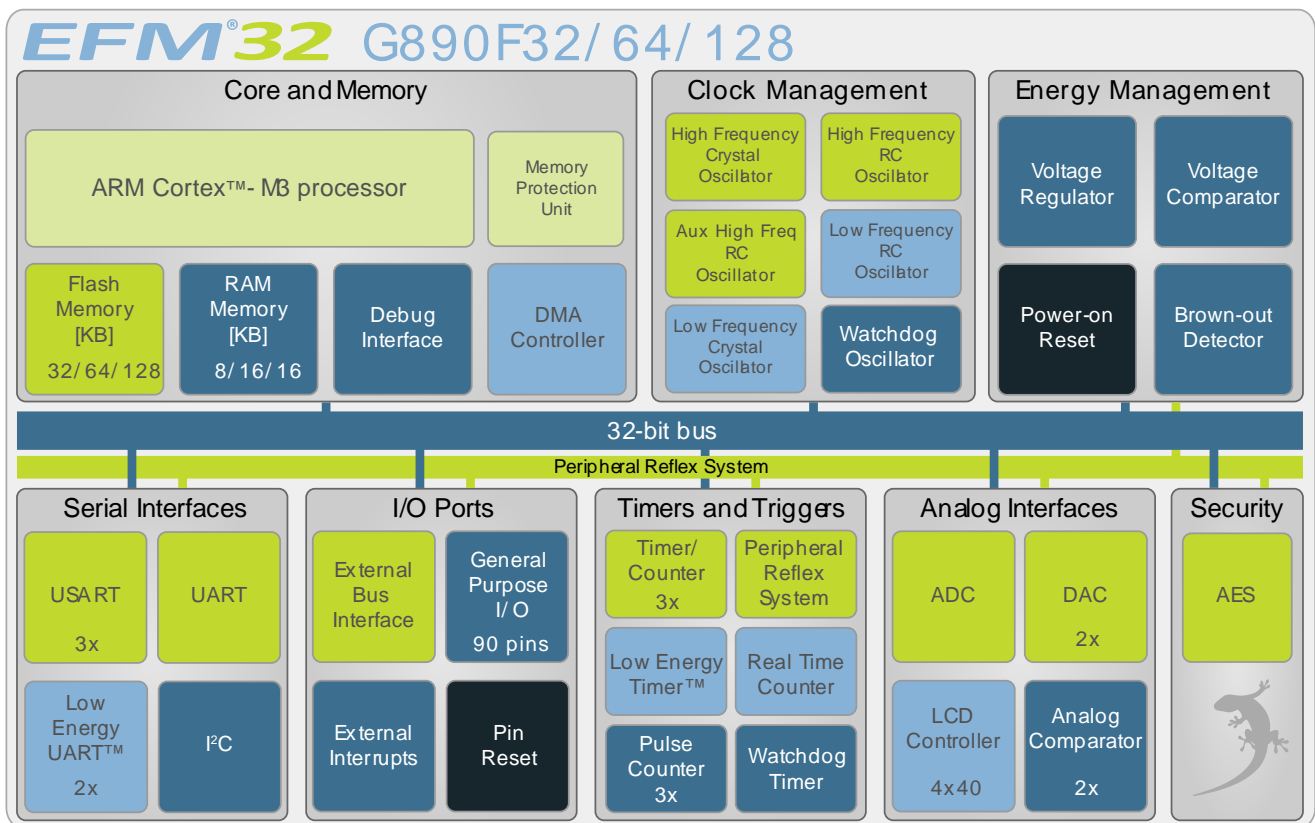 EFM®32 G890F32/64/128
Core and Memory
ARM Cortex™-M3 processor
Memory
Protection
Unit
Flash
Memory
[KB]
32/64/128
RAM
Memory
[KB]
8/16/16
Debug
Interface
DMA
Controller
Clock Management
High Frequency
Crystal
Oscillator
High Frequency
RC
Oscillator
Aux High Freq
RC
Oscillator
Low Frequency
RC
Oscillator
Low Frequency
Crystal
Oscillator
Watchdog
Oscillator
Energy Management
Voltage
Regulator
Voltage
Comparator
Power-on
Reset
Brown-out
Detector
32-bit bus
Peripheral Reflex System
Serial Interfaces
USART
3x
UART
Low
Energy
UART™
2x
I²C
I/O Ports
External
Bus
Interface
General
Purpose
I/O
90 pins
External
Interrupts
Pin
Reset
Timers and Triggers
Timer/
Counter
3x
Peripheral
Reflex
System
Low Energy
Timer™
Real Time
Counter
Pulse
Counter
3x
Watchdog
Timer
Analog Interfaces
ADC
DAC
2x
LCD
Controller
4x40
Analog
Comparator
2x
Security
AES